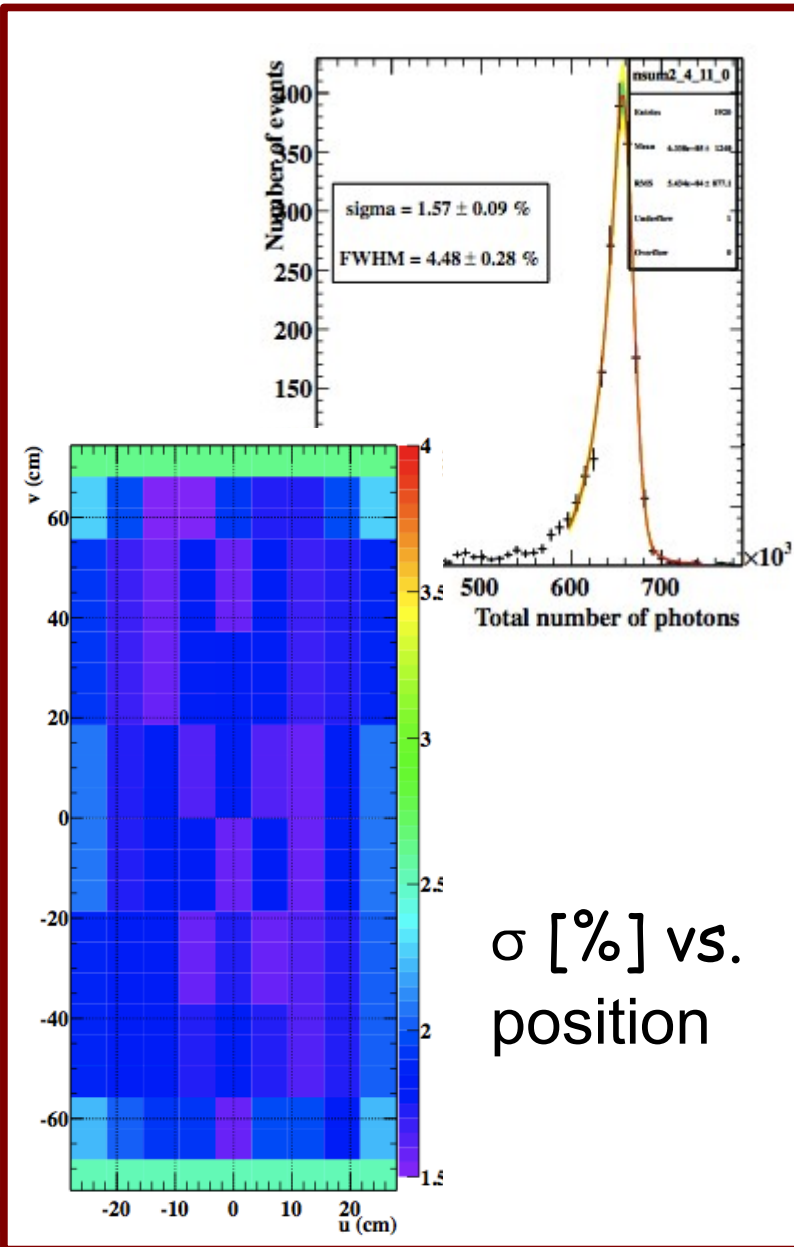 Number of events
400
350
300
250
200
150
nsum2_4_11_0
Entries 1928
Mean
RMS
Underflow 1
Overflow 0
sigma = 1.57 ± 0.09 %
FWHM = 4.48 ± 0.28 %
500 600 700 ×10³
Total number of photons
v (cm)
60
40
20
0
-20
-40
-60
-20 -10 0 10 20
u (cm)
4
3.5
3
2.5
2
1.5
σ [%] vs.
position